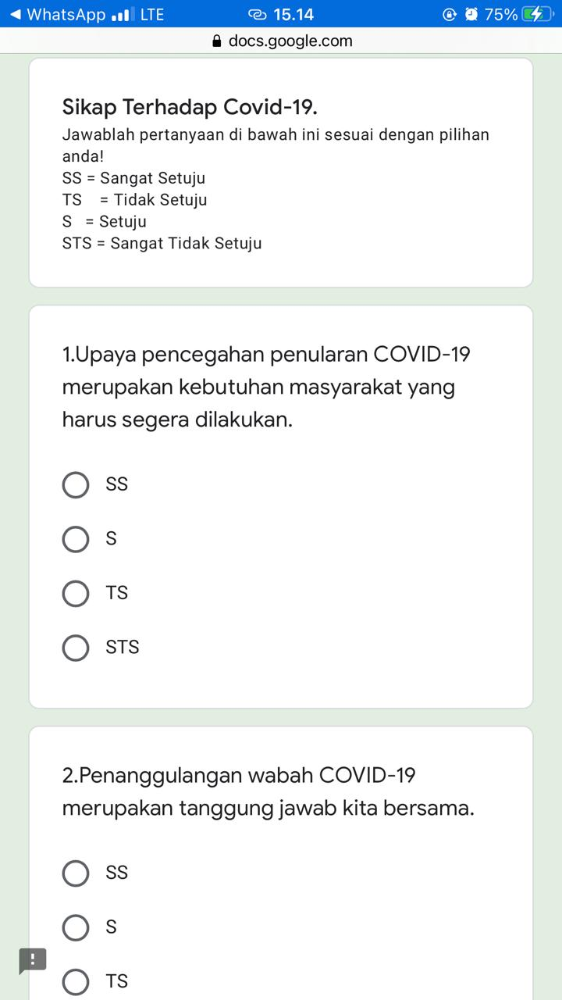 WhatsApp LTE 15.14 75%
docs.google.com
Sikap Terhadap Covid-19.
Jawablah pertanyaan di bawah ini sesuai dengan pilihan
anda!
SS = Sangat Setuju
TS = Tidak Setuju
S = Setuju
STS = Sangat Tidak Setuju
1.Upaya pencegahan penularan COVID-19
merupakan kebutuhan masyarakat yang
harus segera dilakukan.
SS
S
TS
STS
2.Penanggulangan wabah COVID-19
merupakan tanggung jawab kita bersama.
SS
S
TS